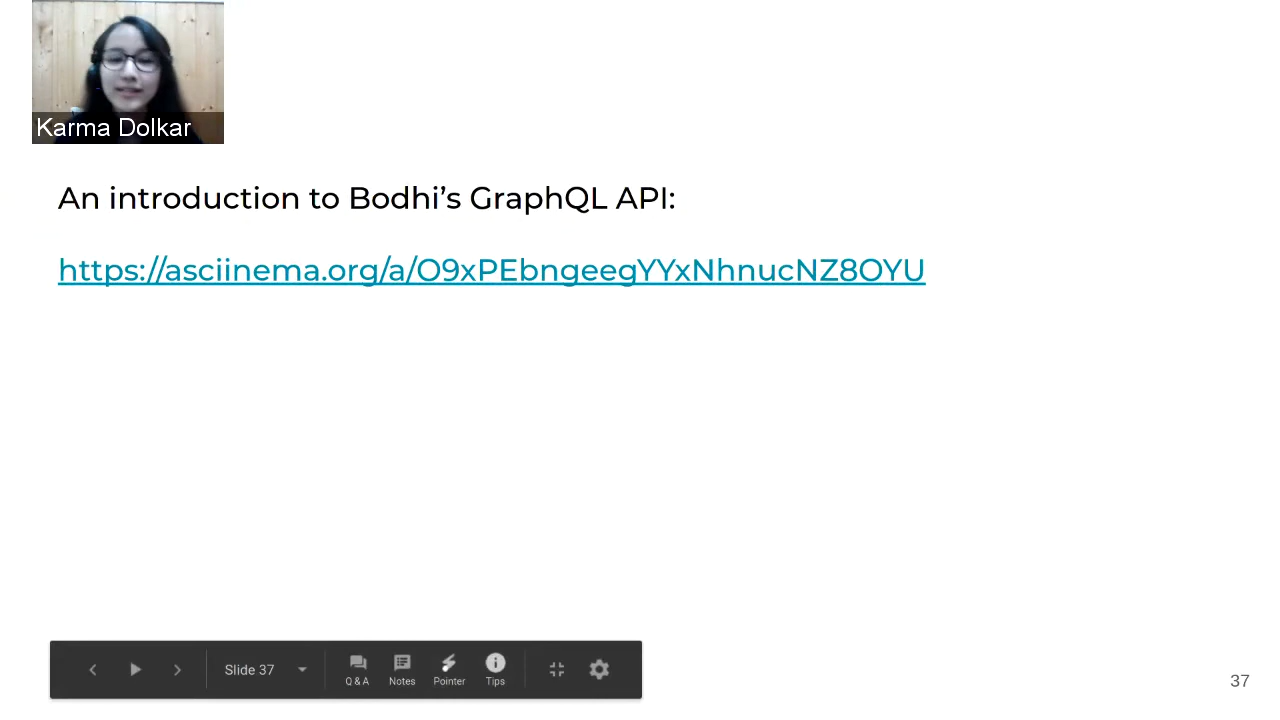 Karma Dolkar
An introduction to Bodhi’s GraphQL API:
https://asciinema.org/a/O9xPEbngeegYYxNhnucNZ8OYU
Slide 37
Q & A
Notes
Pointer
Tips
37